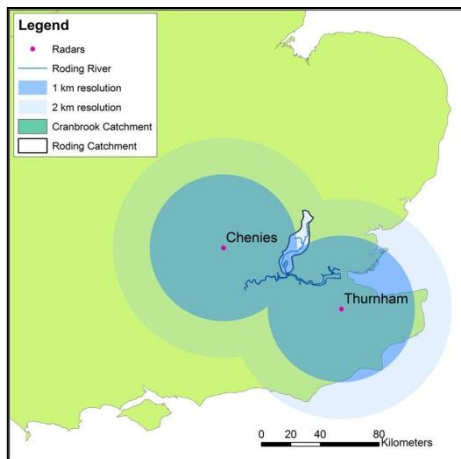 Legend
Radars
Roding River
1 km resolution
2 km resolution
Cranbrook Catchment
Roding Catchment
Chenies
Thurnham
0 20 40 80
Kilometers